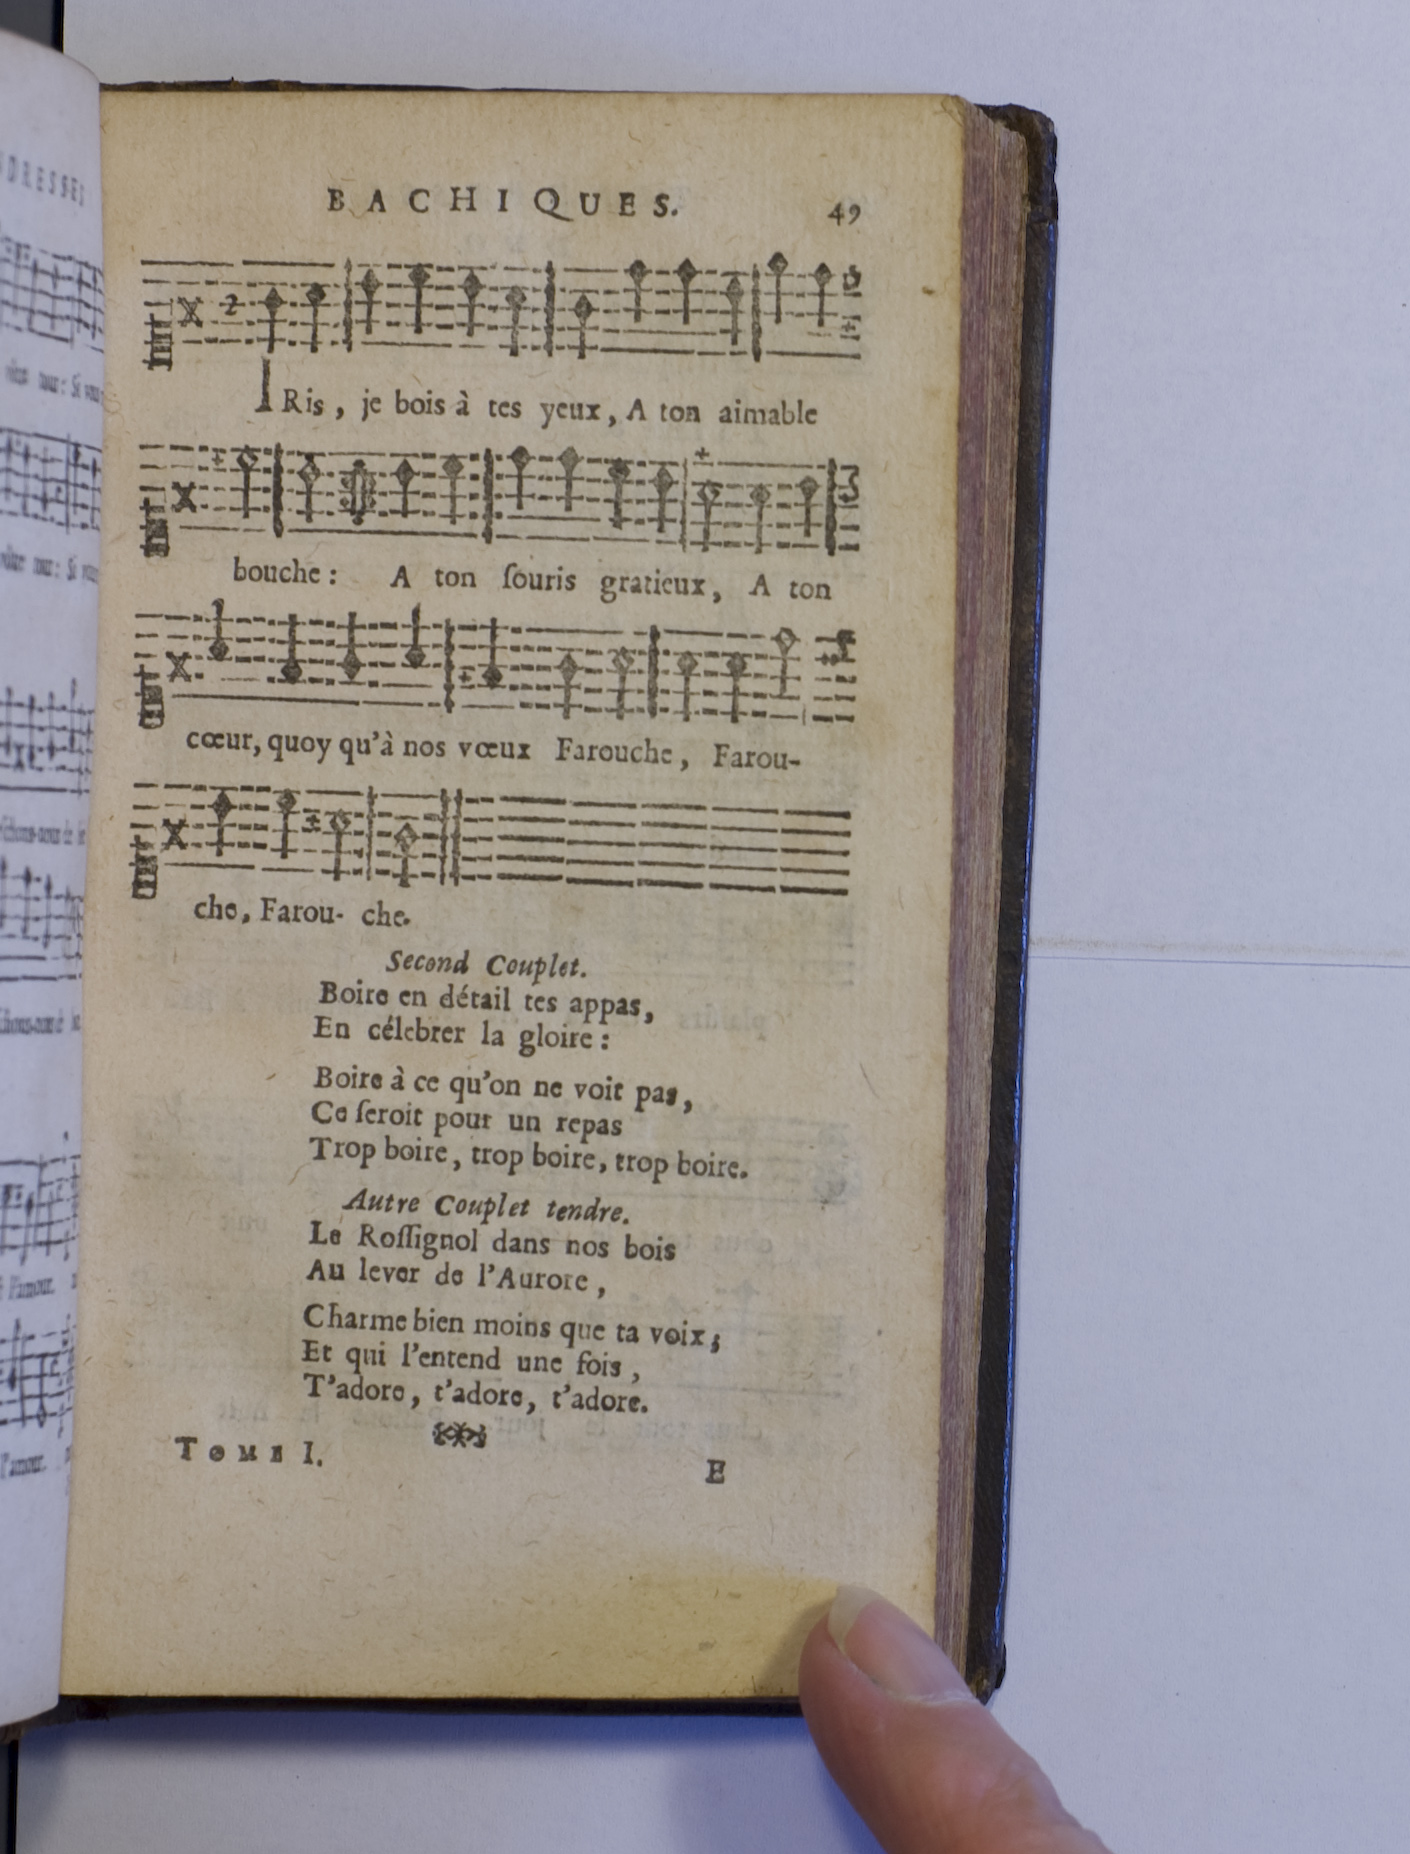 BACHIQUES. 49
IRis, je bois à tes yeux, A ton aimable
bouche: A ton ſouris gratieux, A ton
cœur, quoy qu'à nos vœux Farouche, Farou-
che, Farou- che.
Second Couplet.
Boire en détail tes appas,
En célebrer la gloire:
Boire à ce qu'on ne voit pas,
Ce ſeroit pour un repas
Trop boire, trop boire, trop boire.
Autre Couplet tendre.
Le Roſſignol dans nos bois
Au lever de l'Aurore,
Charme bien moins que ta voix;
Et qui l'entend une fois,
T'adore, t'adore, t'adore.
TOME I. E